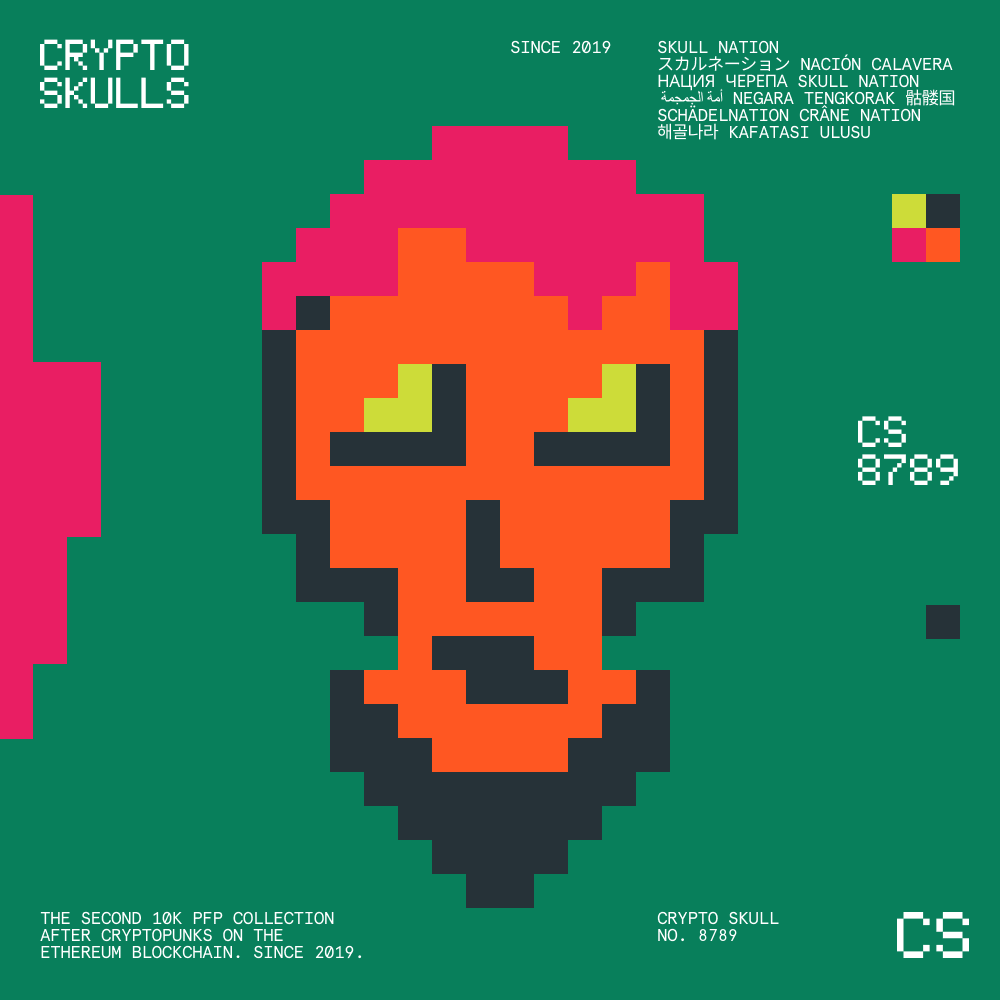 CRYPTO
SKULLS
SINCE 2019
SKULL NATION
スカルネーション NACIÓN CALAVERA
НАЦИЯ ЧЕРЕПА SKULL NATION
أمة الجمجمة NEGARA TENGKORAK 骷髅国
SCHÄDELNATION CRÂNE NATION
해골나라 KAFATASI ULUSU
CS
8789
THE SECOND 10K PFP COLLECTION
AFTER CRYPTOPUNKS ON THE
ETHEREUM BLOCKCHAIN. SINCE 2019.
CRYPTO SKULL
NO. 8789
CS